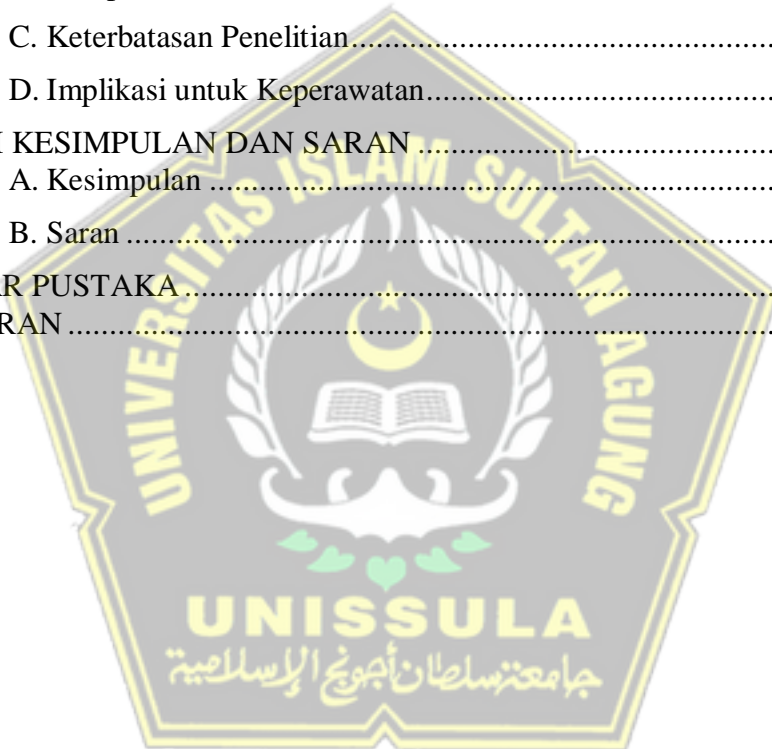 C. Keterbatasan Penelitian
D. Implikasi untuk Keperawatan
KESIMPULAN DAN SARAN
A. Kesimpulan
B. Saran
PUSTAKA
UNIVERSITAS ISLAM SULTAN AGUNG
UNISSULA
جامعة سلطان أجونج الإسلامية